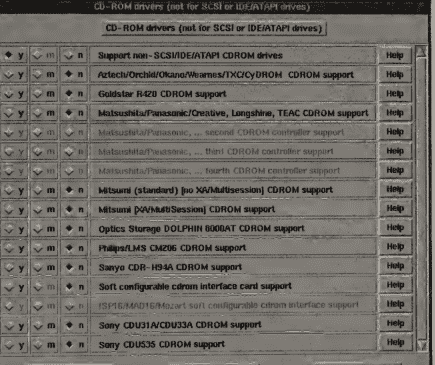 CD-ROM drivers (not for SCSI or IDE/ATAPI drives)
CD-ROM drivers (not for SCSI or IDE/ATAPI drives)
y m n Support non-SCSI/IDE/ATAPI CDROM drives Help
y m n Aztech/Orchid/Okano/Wearnes/TXC/CyDROM CDROM support Help
y m n Goldstar R420 CDROM support Help
y m n Matsushita/Panasonic/Creative, Longshine, TEAC CDROM support Help
y m n Matsushita/Panasonic, ... second CDROM controller support Help
y m n Matsushita/Panasonic, ... third CDROM controller support Help
y m n Matsushita/Panasonic, ... fourth CDROM controller support Help
y m n Mitsumi (standard) [no XA/Multisession] CDROM support Help
y m n Mitsumi [XA/MultiSession] CDROM support Help
y m n Optics Storage DOLPHIN 8000AT CDROM support Help
y m n Philips/LMS CM206 CDROM support Help
y m n Sanyo CDR-H94A CDROM support Help
y m n Soft configurable cdrom interface card support Help
y m n ISP16/MAD16/Mozart soft configurable cdrom interface support Help
y m n Sony CDU31A/CDU33A CDROM support Help
y m n Sony CDU535 CDROM support Help